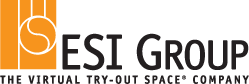 ESI GROUP
THE VIRTUAL TRY-OUT SPACE® COMPANY